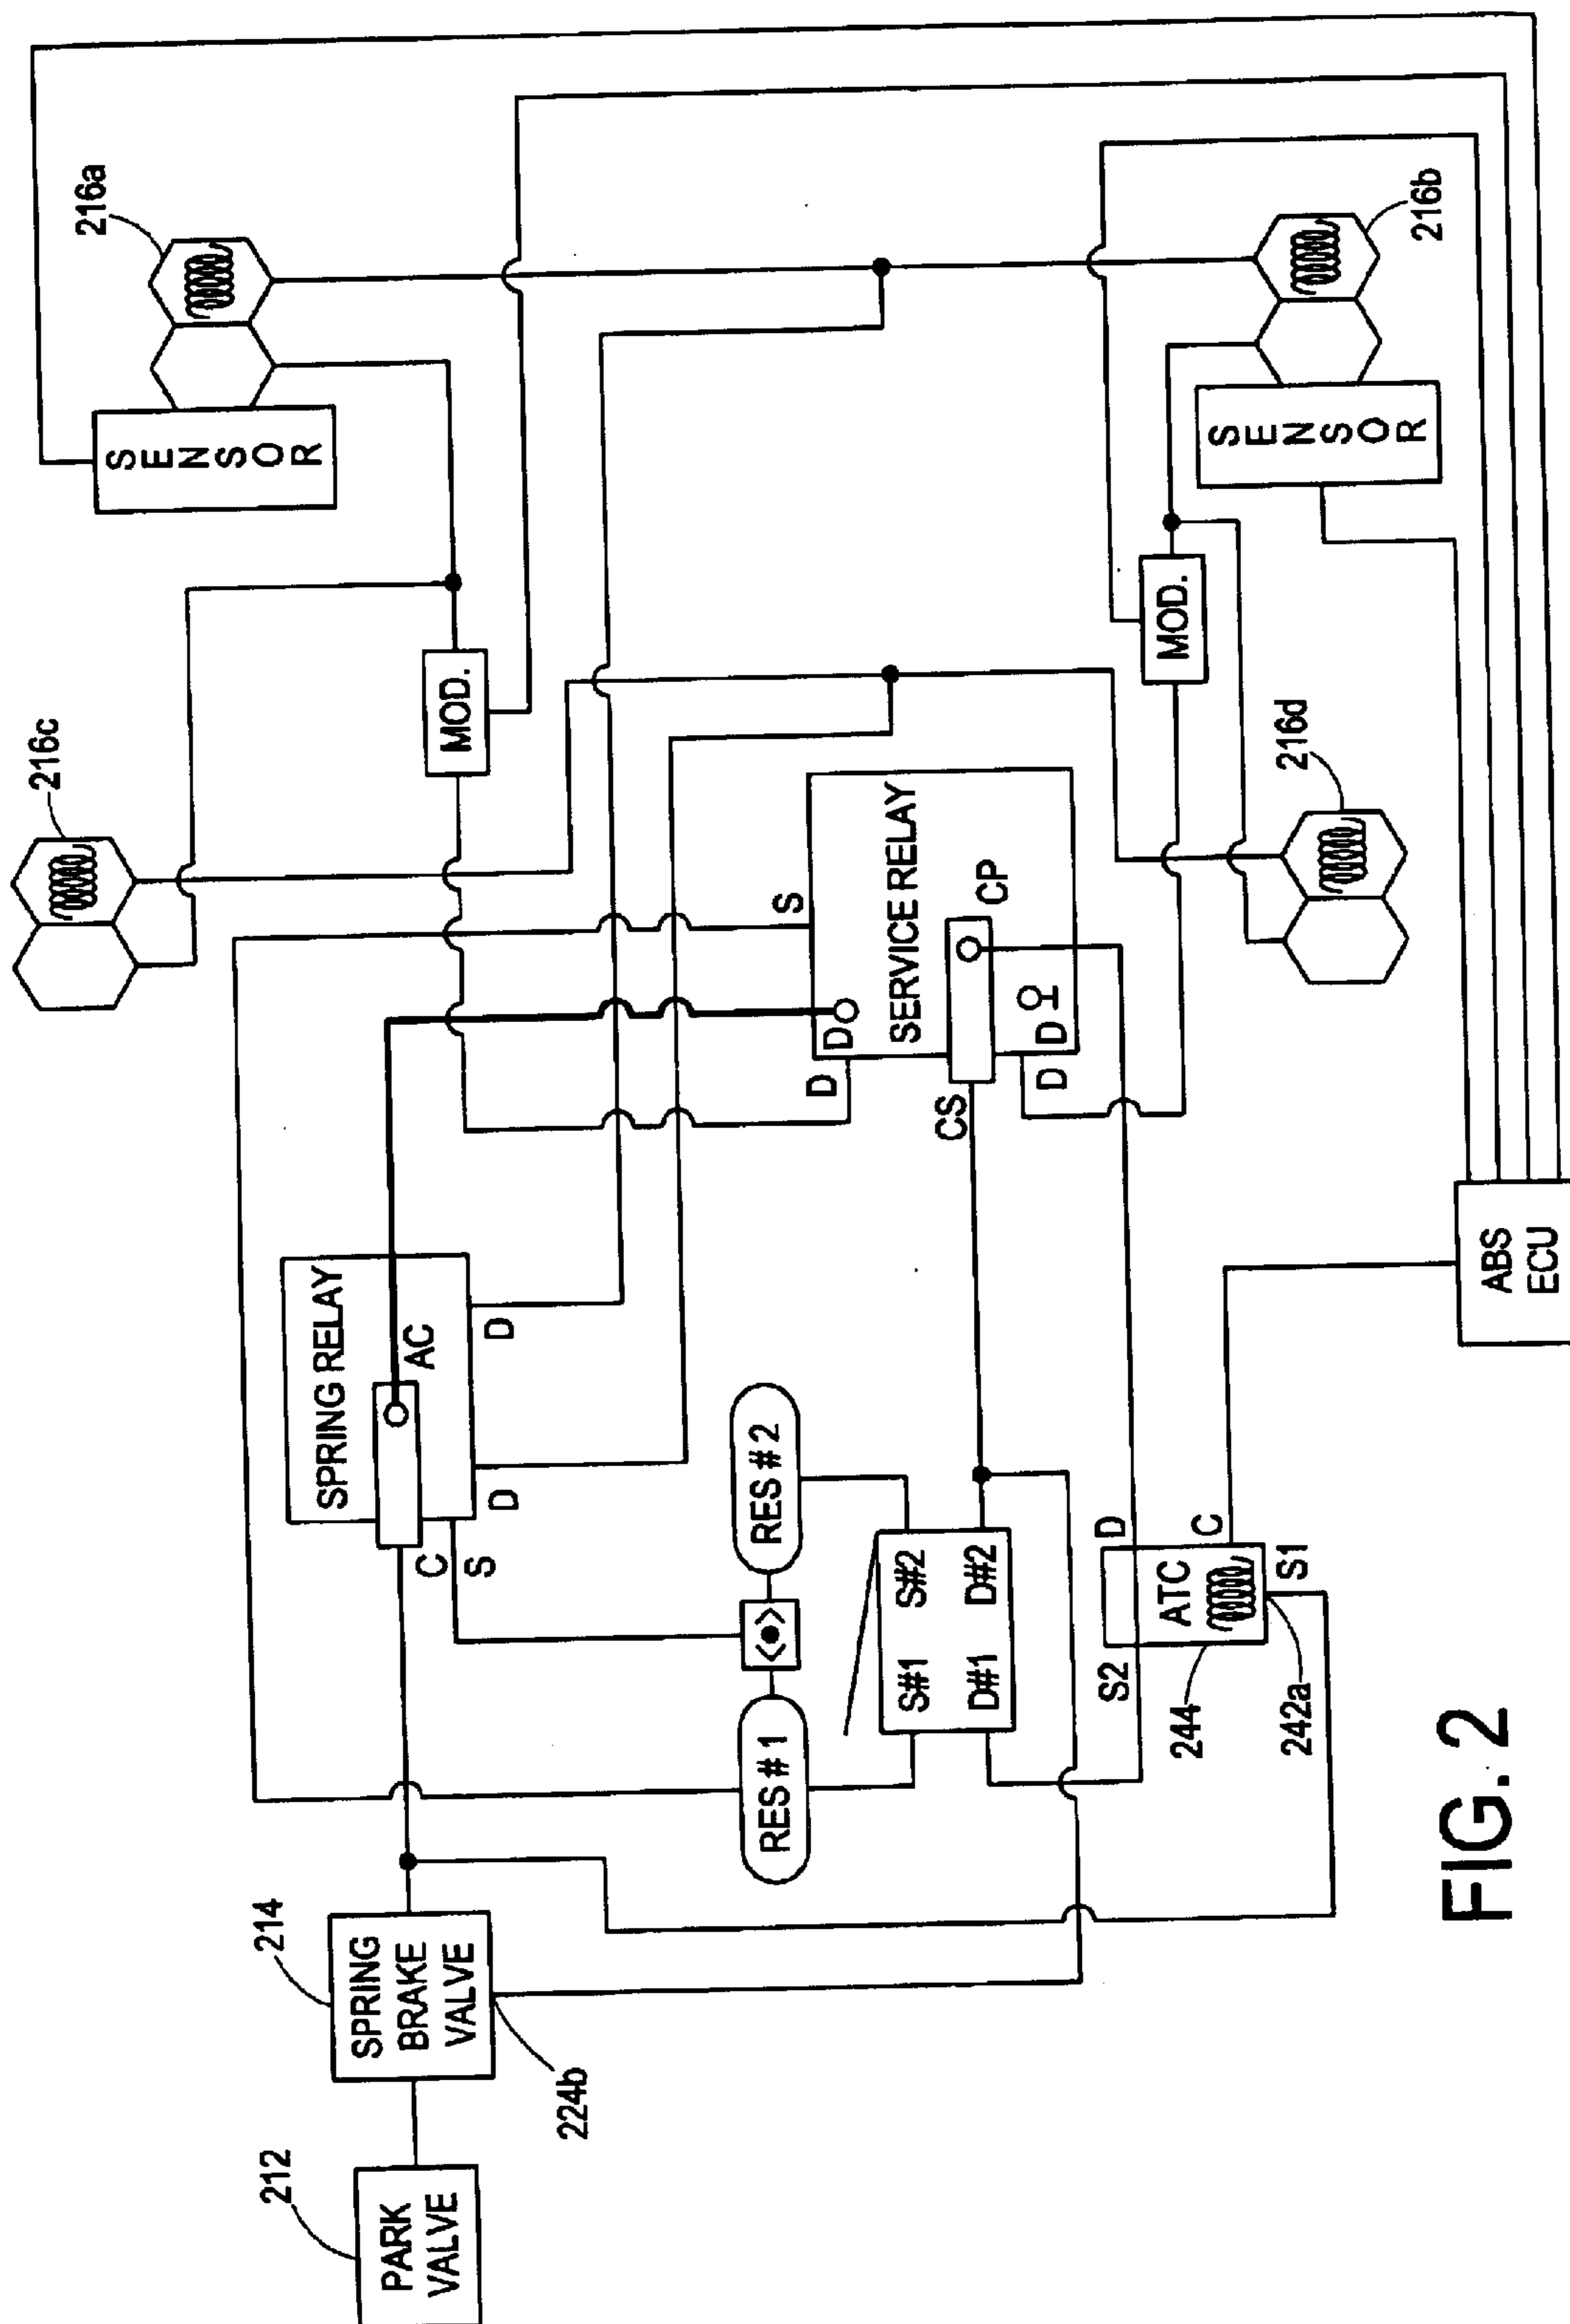 216a
216b
216c
216d
SENSOR
SENSOR
MOD.
MOD.
S
SERVICE RELAY
CP
D
D
D
D
CS
SPRING RELAY
AC
D
D
C
S
RES # 2
RES # 1
S#1 S#2
D#1 D#2
ABS
ECU
D
C
ATC
S1
S2
244
242a
214
SPRING
BRAKE
VALVE
224b
212
PARK
VALVE
FIG. 2